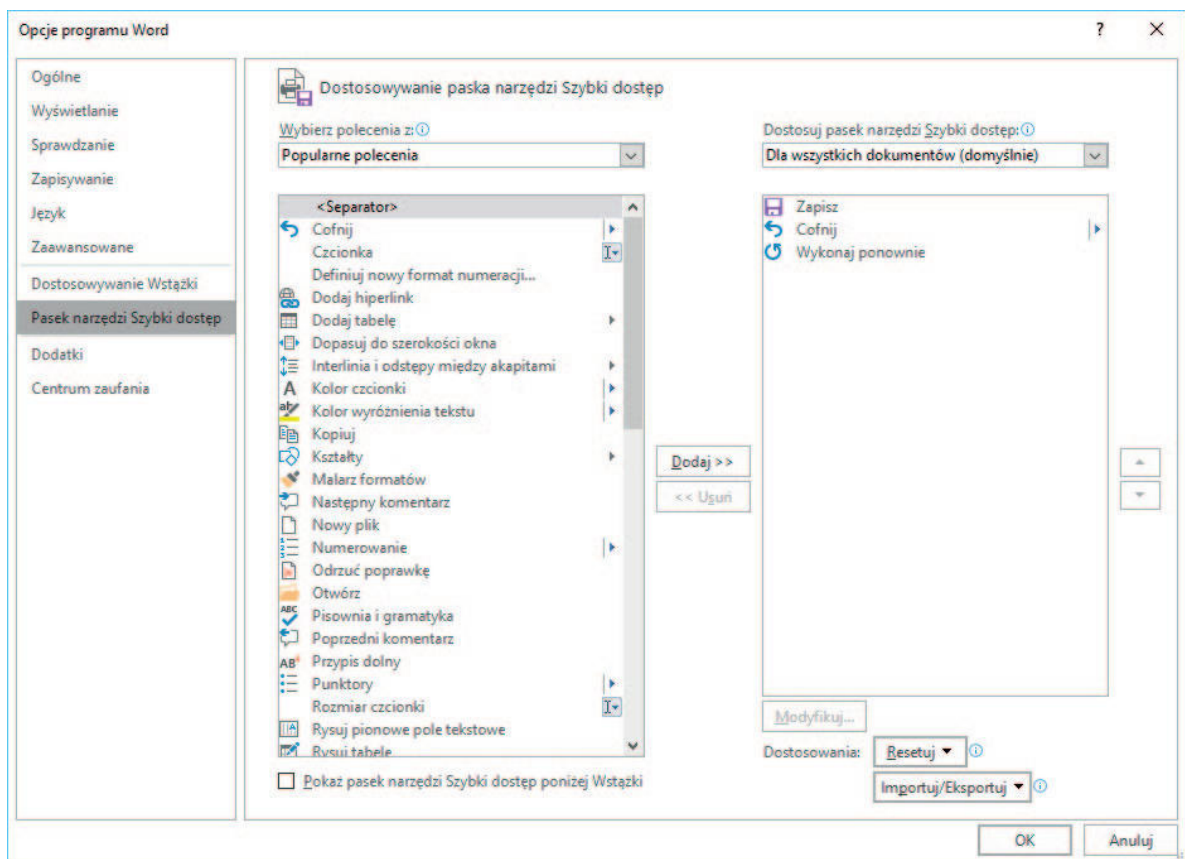 Opcje programu Word
?
Ogólne
Wyświetlanie
Sprawdzanie
Zapisywanie
Język
Zaawansowane
Dostosowywanie Wstążki
Pasek narzędzi Szybki dostęp
Dodatki
Centrum zaufania
Dostosowywanie paska narzędzi Szybki dostęp
Wybierz polecenia z:
Popularne polecenia
<Separator>
Cofnij
Czcionka
Definiuj nowy format numeracji...
Dodaj hiperlink
Dodaj tabelę
Dopasuj do szerokości okna
Interlinia i odstępy między akapitami
Kolor czcionki
Kolor wyróżnienia tekstu
Kopiuj
Kształty
Malarz formatów
Następny komentarz
Nowy plik
Numerowanie
Odrzuć poprawkę
Otwórz
Pisownia i gramatyka
Poprzedni komentarz
Przypis dolny
Punktory
Rozmiar czcionki
Rysuj pionowe pole tekstowe
Rysuj tabelę
Pokaż pasek narzędzi Szybki dostęp poniżej Wstążki
Dodaj >>
<< Usuń
Dostosuj pasek narzędzi Szybki dostęp:
Dla wszystkich dokumentów (domyślnie)
Zapisz
Cofnij
Wykonaj ponownie
Modyfikuj...
Dostosowania:
Resetuj
Importuj/Eksportuj
OK
Anuluj